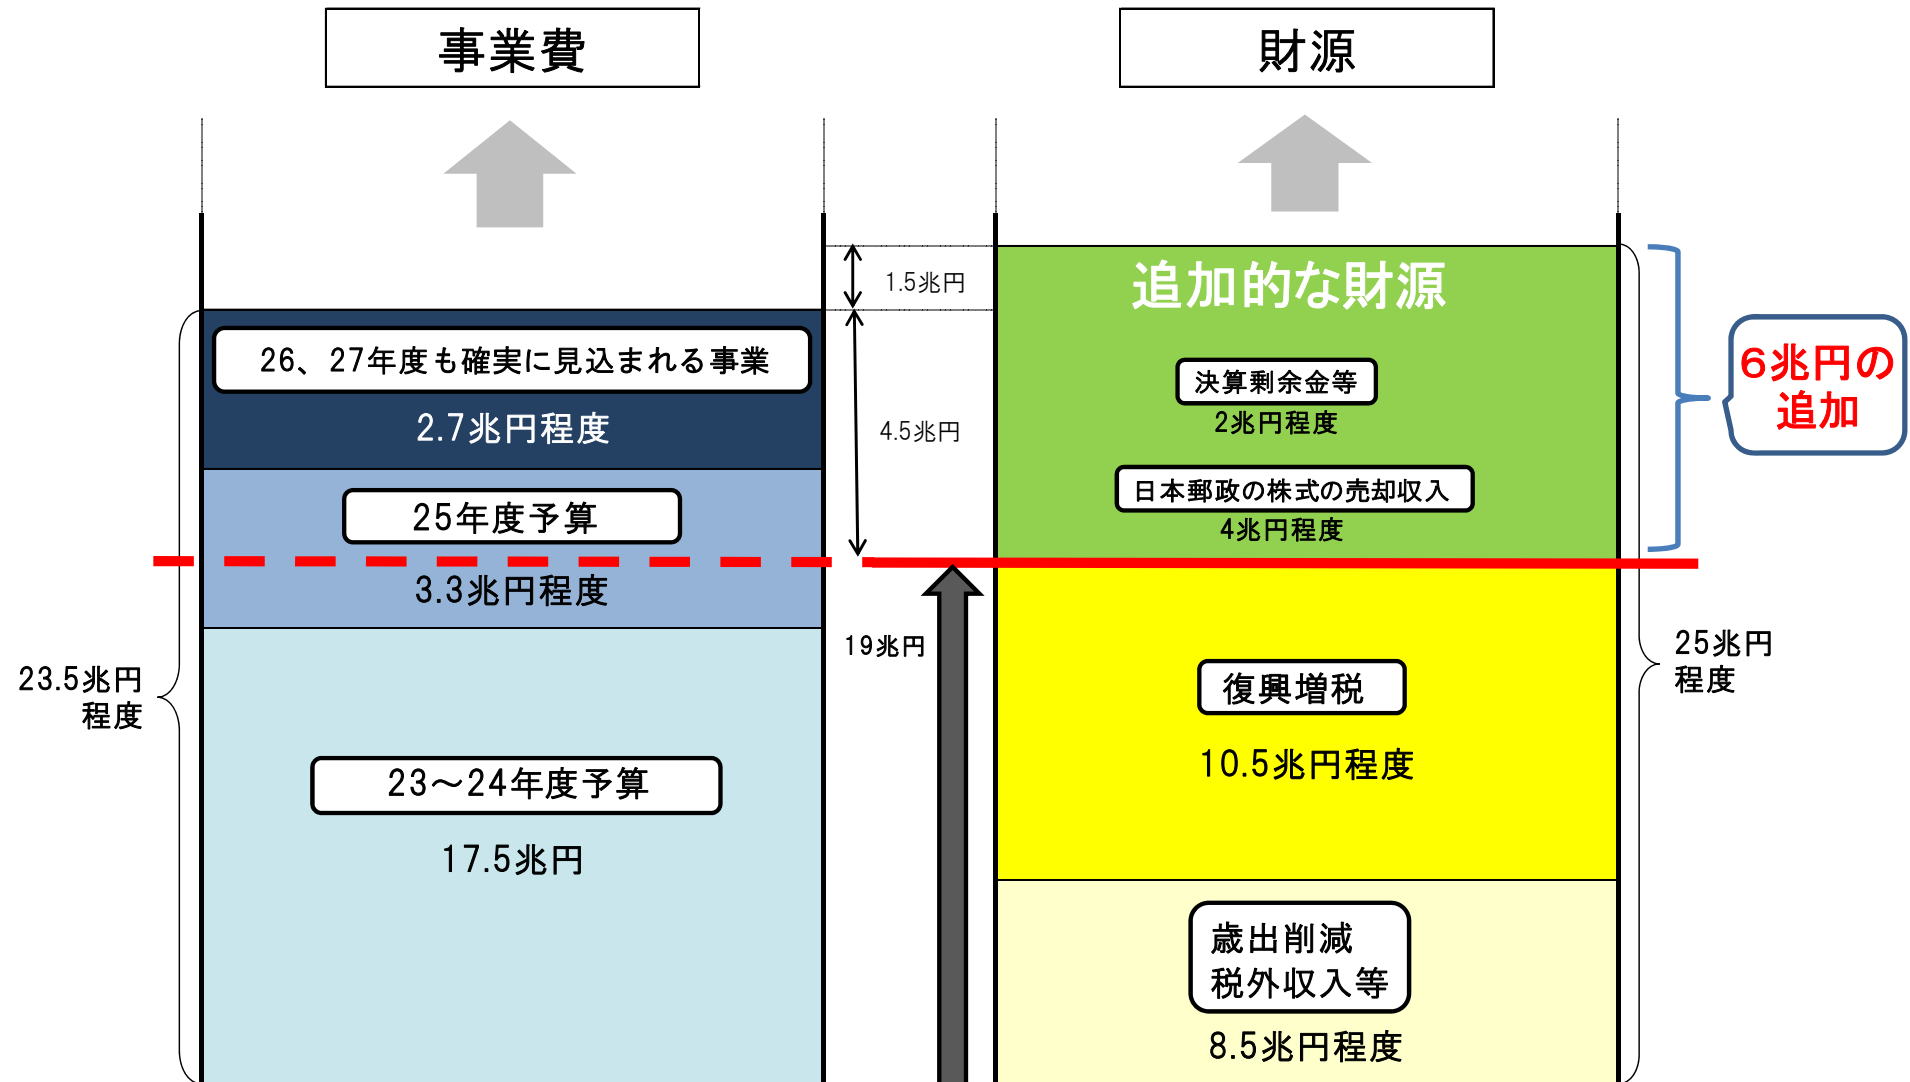 事業費
財源
1.5兆円
追加的な財源
26、27年度も確実に見込まれる事業
2.7兆円程度
4.5兆円
決算剰余金等
2兆円程度
6兆円の
追加
25年度予算
3.3兆円程度
日本郵政の株式の売却収入
4兆円程度
19兆円
23.5兆円
程度
復興増税
10.5兆円程度
25兆円
程度
23～24年度予算
17.5兆円
歳出削減
税外収入等
8.5兆円程度